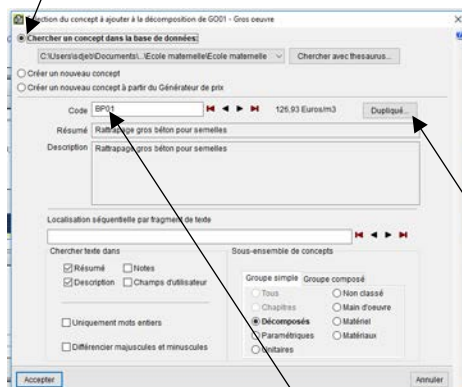 Sélection du concept à ajouter à la décomposition de GO01 - Gros oeuvre
Chercher un concept dans la base de données:
C:\Users\sdjeb\Documents\...\Ecole maternelle\Ecole maternelle
Chercher avec thesaurus...
Créer un nouveau concept
Créer un nouveau concept à partir du Générateur de prix
Code BP01 126,93 Euros/m3 Dupliqué...
Résumé Rattrapage gros béton pour semelles
Description Rattrapage gros béton pour semelles
Localisation séquentielle par fragment de texte
Chercher texte dans
Résumé Notes
Description Champs d'utilisateur
Uniquement mots entiers
Différencier majuscules et minuscules
Sous-ensemble de concepts
Groupe simple Groupe composé
Tous Non classé
Chapitres Main d'oeuvre
Décomposés Matériel
Paramétriques Matériaux
Unitaires
Accepter Annuler